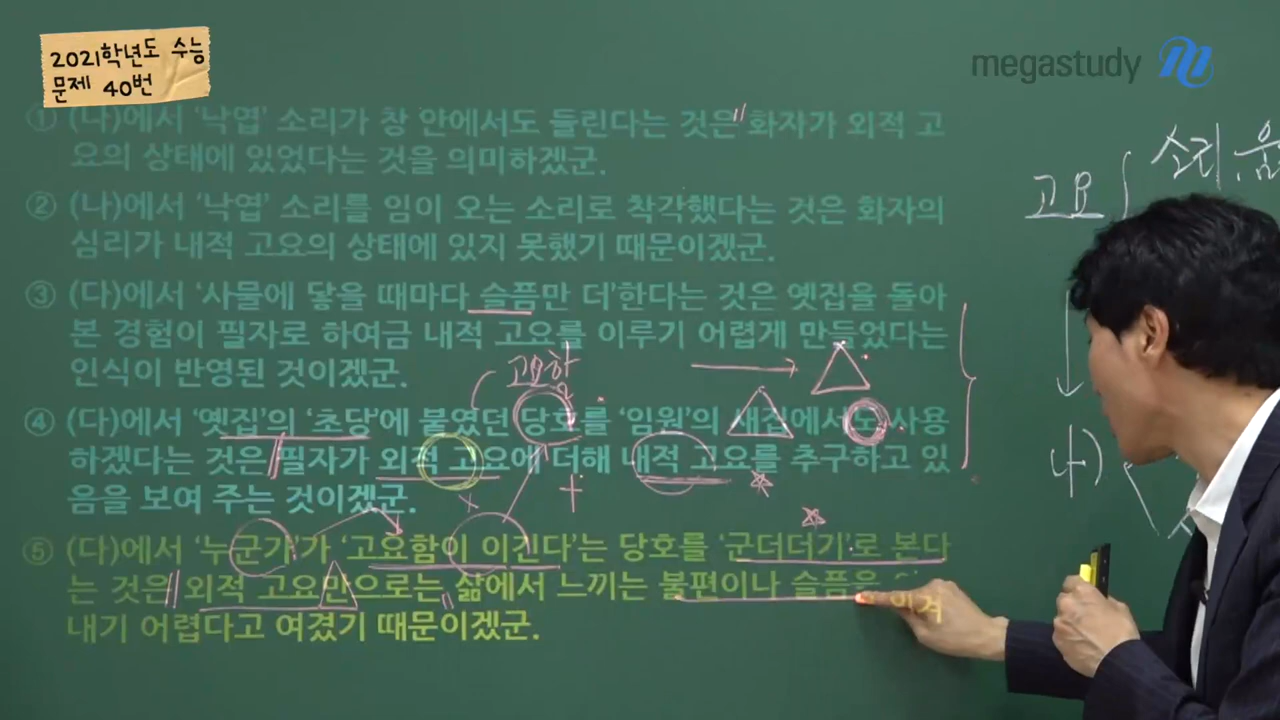 2021학년도 수능
문제 40번
megastudy
① (나)에서 '낙엽' 소리가 창 안에서도 들린다는 것은 화자가 외적 고
요의 상태에 있었다는 것을 의미하겠군.
② (나)에서 '낙엽' 소리를 임이 오는 소리로 착각했다는 것은 화자의
심리가 내적 고요의 상태에 있지 못했기 때문이겠군.
③ (다)에서 '사물에 닿을 때마다 슬픔만 더'한다는 것은 옛집을 돌아
본 경험이 필자로 하여금 내적 고요를 이루기 어렵게 만들었다는
인식이 반영된 것이겠군.
고요함
④ (다)에서 '옛집'의 '초당'에 붙였던 당호를 '임원'의 새집에서도 사용
하겠다는 것은 필자가 외적 고요에 더해 내적 고요를 추구하고 있
음을 보여 주는 것이겠군.
⑤ (다)에서 '누군가'가 '고요함이 이긴다'는 당호를 '군더더기'로 본다
는 것은 외적 고요만으로는 삶에서 느끼는 불편이나 슬픔을 이겨
내기 어렵다고 여겼기 때문이겠군.
고요
소리,
나)